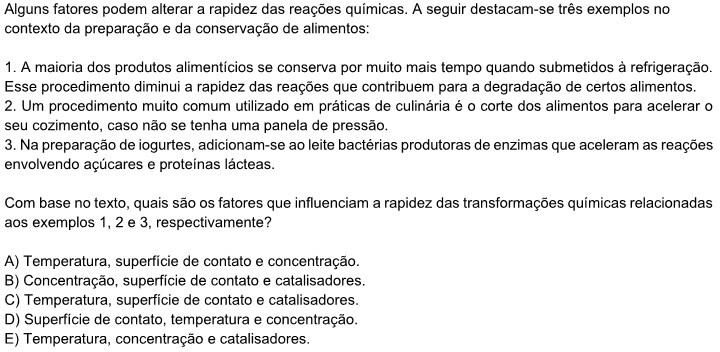 Alguns fatores podem alterar a rapidez das reações químicas. A seguir destacam-se três exemplos no
contexto da preparação e da conservação de alimentos:
1. A maioria dos produtos alimentícios se conserva por muito mais tempo quando submetidos à refrigeração.
Esse procedimento diminui a rapidez das reações que contribuem para a degradação de certos alimentos.
2. Um procedimento muito comum utilizado em práticas de culinária é o corte dos alimentos para acelerar o
seu cozimento, caso não se tenha uma panela de pressão.
3. Na preparação de iogurtes, adicionam-se ao leite bactérias produtoras de enzimas que aceleram as reações
envolvendo açúcares e proteínas lácteas.
Com base no texto, quais são os fatores que influenciam a rapidez das transformações químicas relacionadas
aos exemplos 1, 2 e 3, respectivamente?
A) Temperatura, superfície de contato e concentração.
B) Concentração, superfície de contato e catalisadores.
C) Temperatura, superfície de contato e catalisadores.
D) Superfície de contato, temperatura e concentração.
E) Temperatura, concentração e catalisadores.